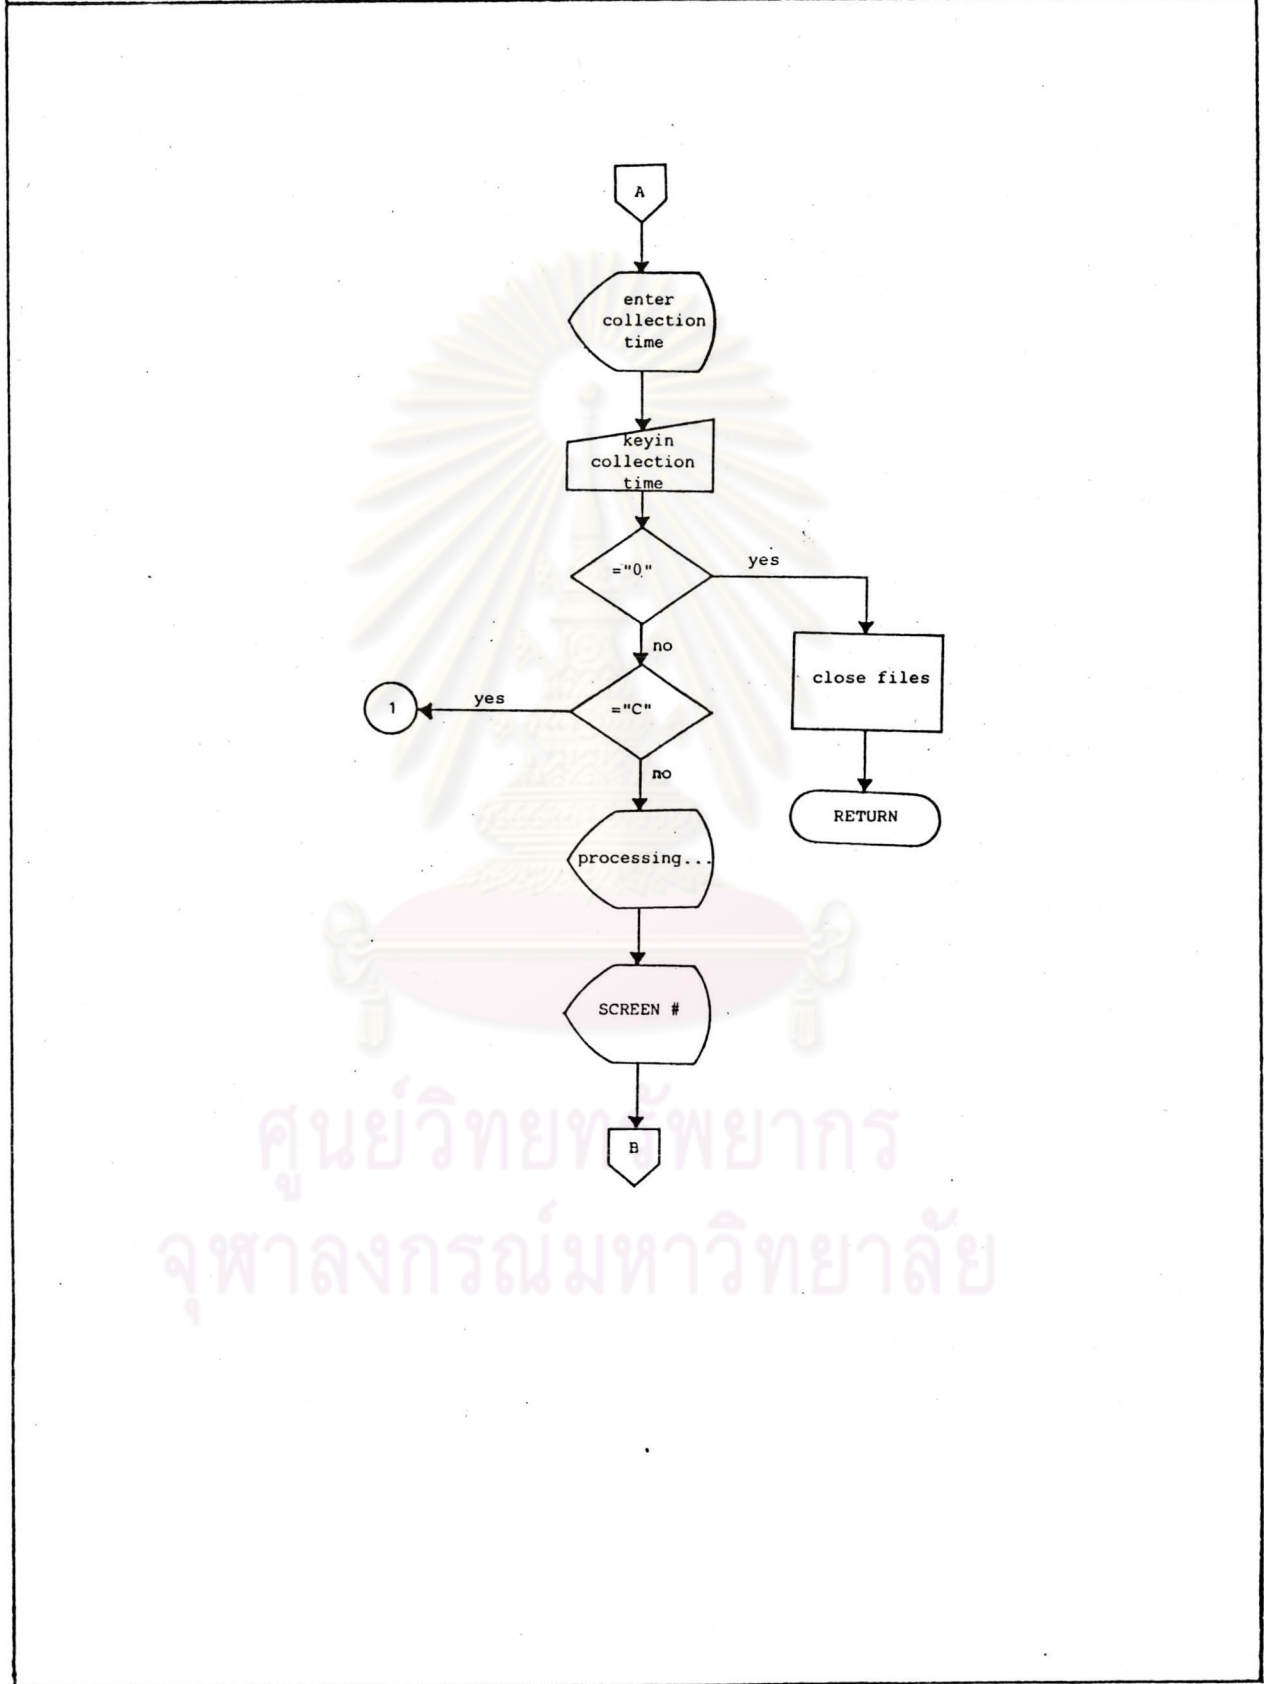 A
enter
collection
time
keyin
collection
time
="0"
yes
no
close files
="C"
yes
1
no
RETURN
processing...
SCREEN #
B
ศูนย์วิทยทรัพยากร
จุฬาลงกรณ์มหาวิทยาลัย